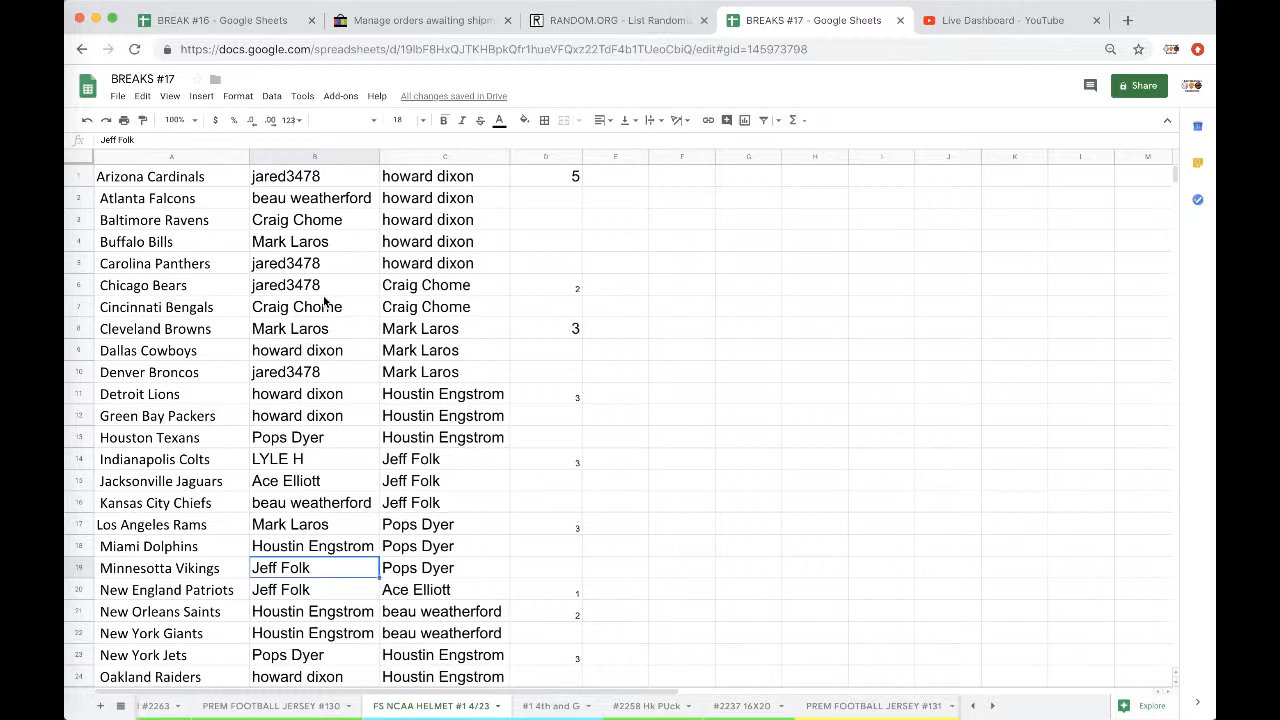 BREAK #16 - Google Sheets
Manage orders awaiting shipm
RANDOM.ORG - List Random
BREAKS #17 - Google Sheets
Live Dashboard - YouTube
https://docs.google.com/spreadsheets/d/19lbF8HxQJTKHBpkQfr1hueVFQxz22TdF4b1TUeoCbiQ/edit#gid=145973798
BREAKS #17
File Edit View Insert Format Data Tools Add-ons Help All changes saved
Share
100% $ % .0 .00 123 18 B I S A
fx Jeff Folk
A B C D E F G H I J K L M
1 Arizona Cardinals jared3478 howard dixon 5
2 Atlanta Falcons beau weatherford howard dixon
3 Baltimore Ravens Craig Chome howard dixon
4 Buffalo Bills Mark Laros howard dixon
5 Carolina Panthers jared3478 howard dixon
6 Chicago Bears jared3478 Craig Chome 2
7 Cincinnati Bengals Craig Chome Craig Chome
8 Cleveland Browns Mark Laros Mark Laros 3
9 Dallas Cowboys howard dixon Mark Laros
10 Denver Broncos jared3478 Mark Laros
11 Detroit Lions howard dixon Houstin Engstrom 3
12 Green Bay Packers howard dixon Houstin Engstrom
13 Houston Texans Pops Dyer Houstin Engstrom
14 Indianapolis Colts LYLE H Jeff Folk 3
15 Jacksonville Jaguars Ace Elliott Jeff Folk
16 Kansas City Chiefs beau weatherford Jeff Folk
17 Los Angeles Rams Mark Laros Pops Dyer 3
18 Miami Dolphins Houstin Engstrom Pops Dyer
19 Minnesotta Vikings Jeff Folk Pops Dyer
20 New England Patriots Jeff Folk Ace Elliott 1
21 New Orleans Saints Houstin Engstrom beau weatherford 2
22 New York Giants Houstin Engstrom beau weatherford
23 New York Jets Pops Dyer Houstin Engstrom 3
24 Oakland Raiders howard dixon Houstin Engstrom
#2263 PREM FOOTBALL JERSEY #130 FS NCAA HELMET #1 4/23 #1 4th and G #2258 Hk Puck #2237 16X20 PREM FOOTBALL JERSEY #131 Explore